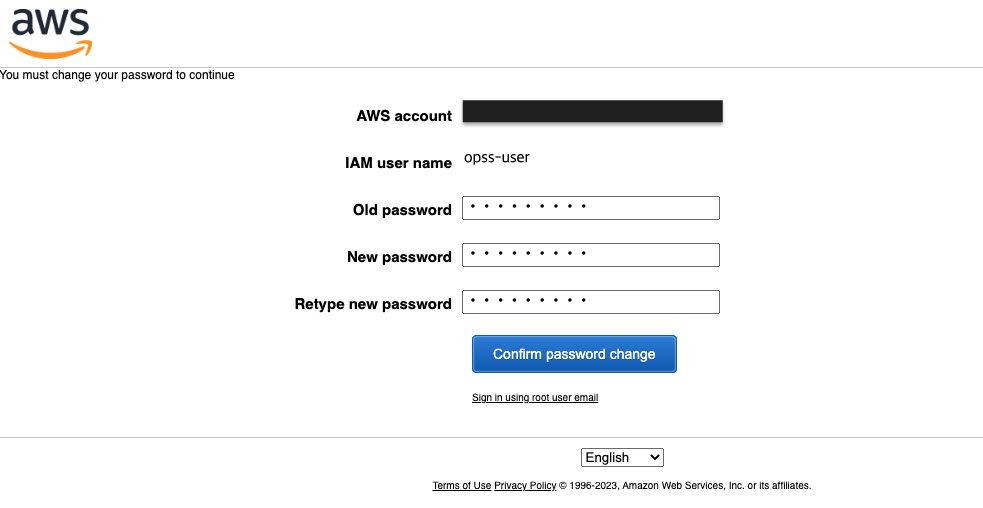 aws
You must change your password to continue
AWS account
IAM user name opss-user
Old password
New password
Retype new password
Confirm password change
Sign in using root user email
English
Terms of Use Privacy Policy © 1996-2023, Amazon Web Services, Inc. or its affiliates.